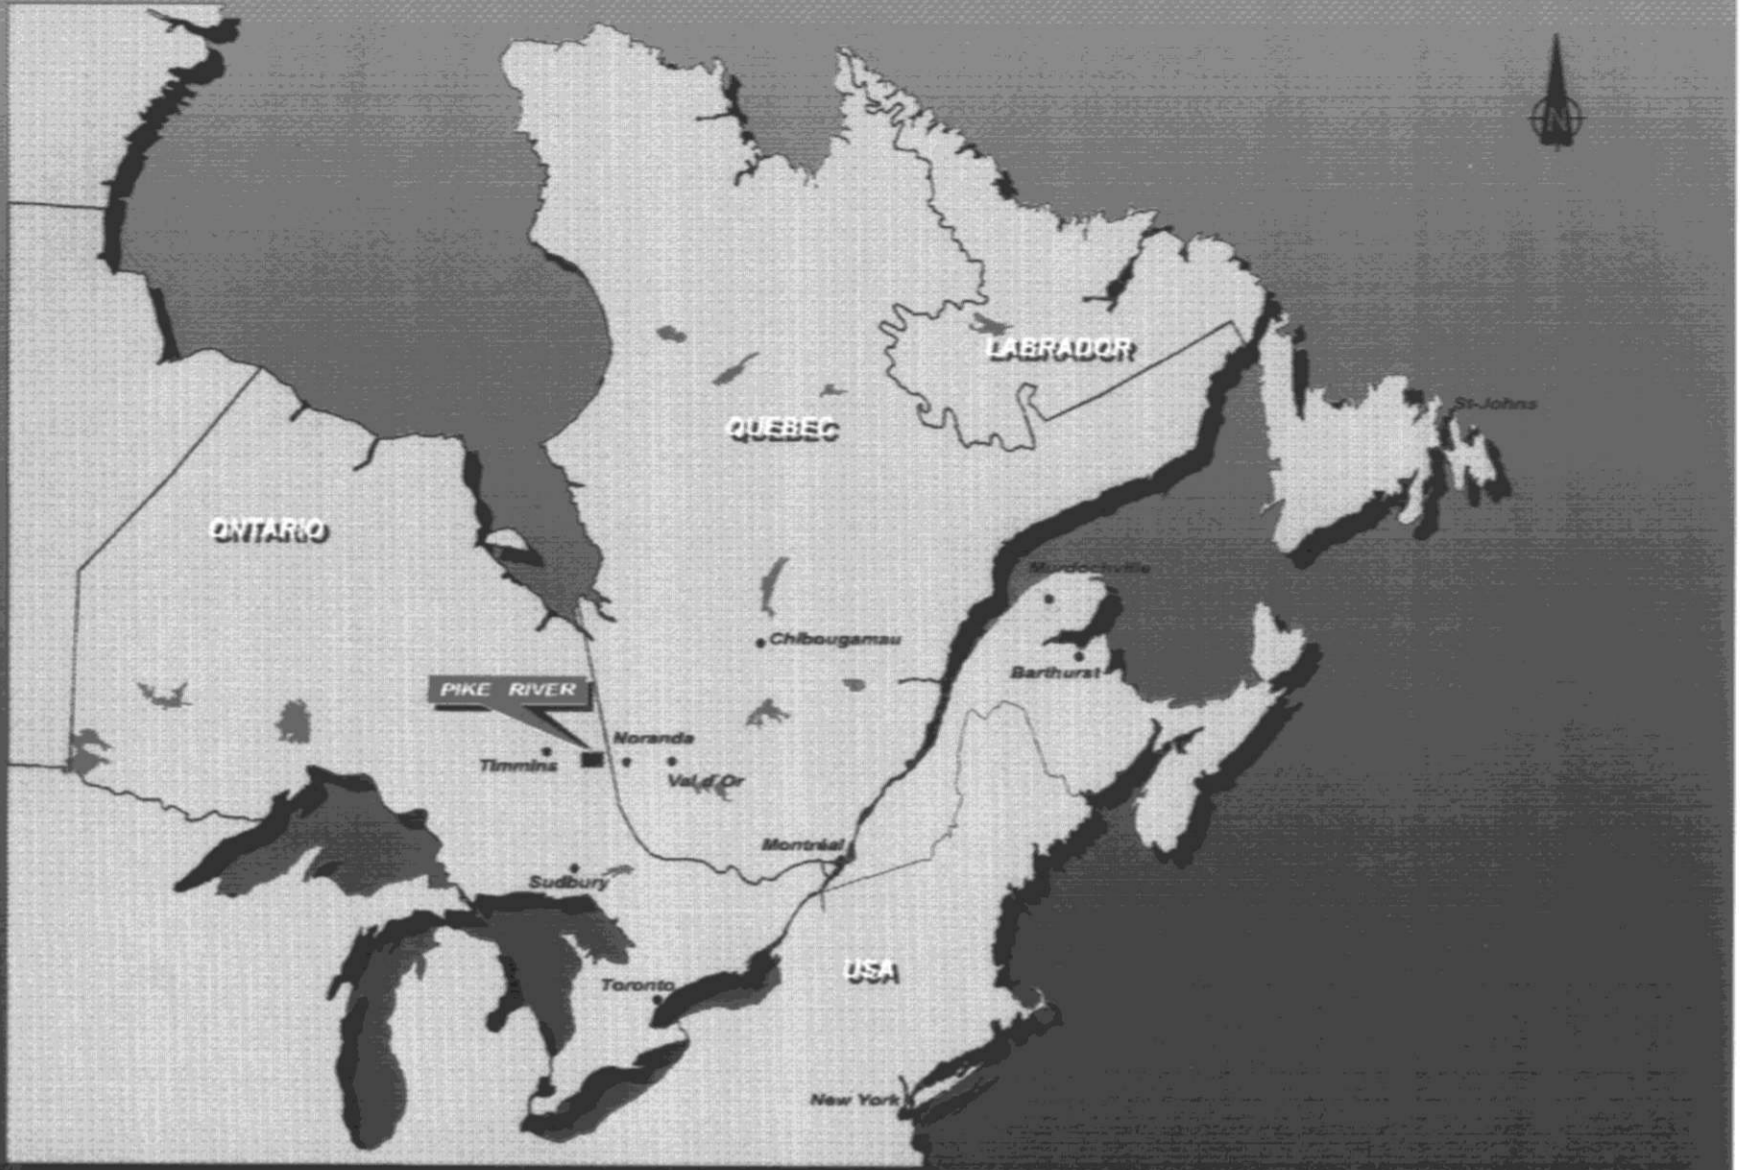 N
LABRADOR
St-Johns
QUEBEC
ONTARIO
Murdochville
Chibougamau
Barthurst
PIKE RIVER
Noranda
Timmins
Val d'Or
Montréal
Sudbury
USA
Toronto
New York